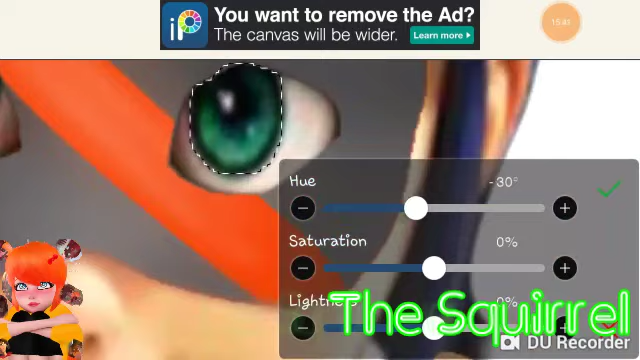 You want to remove the Ad?
The canvas will be wider.
Learn more
Hue
-30°
Saturation
0%
Lightness
0%
The Squirrel
DU Recorder